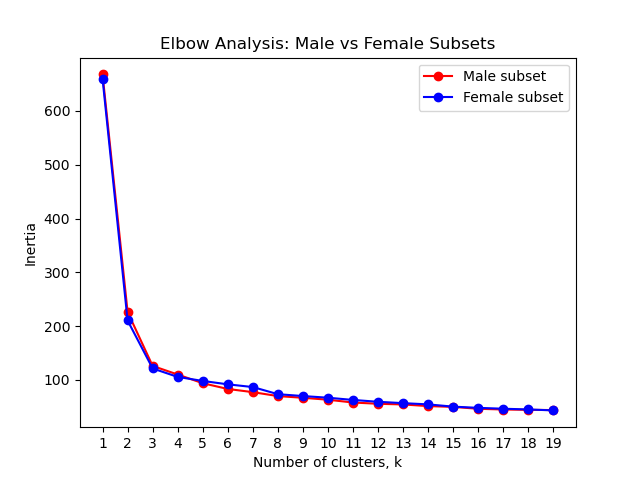 Elbow Analysis: Male vs Female Subsets
Male subset
Female subset
600
500
400
300
200
100
Inertia
1 2 3 4 5 6 7 8 9 10 11 12 13 14 15 16 17 18 19
Number of clusters, k